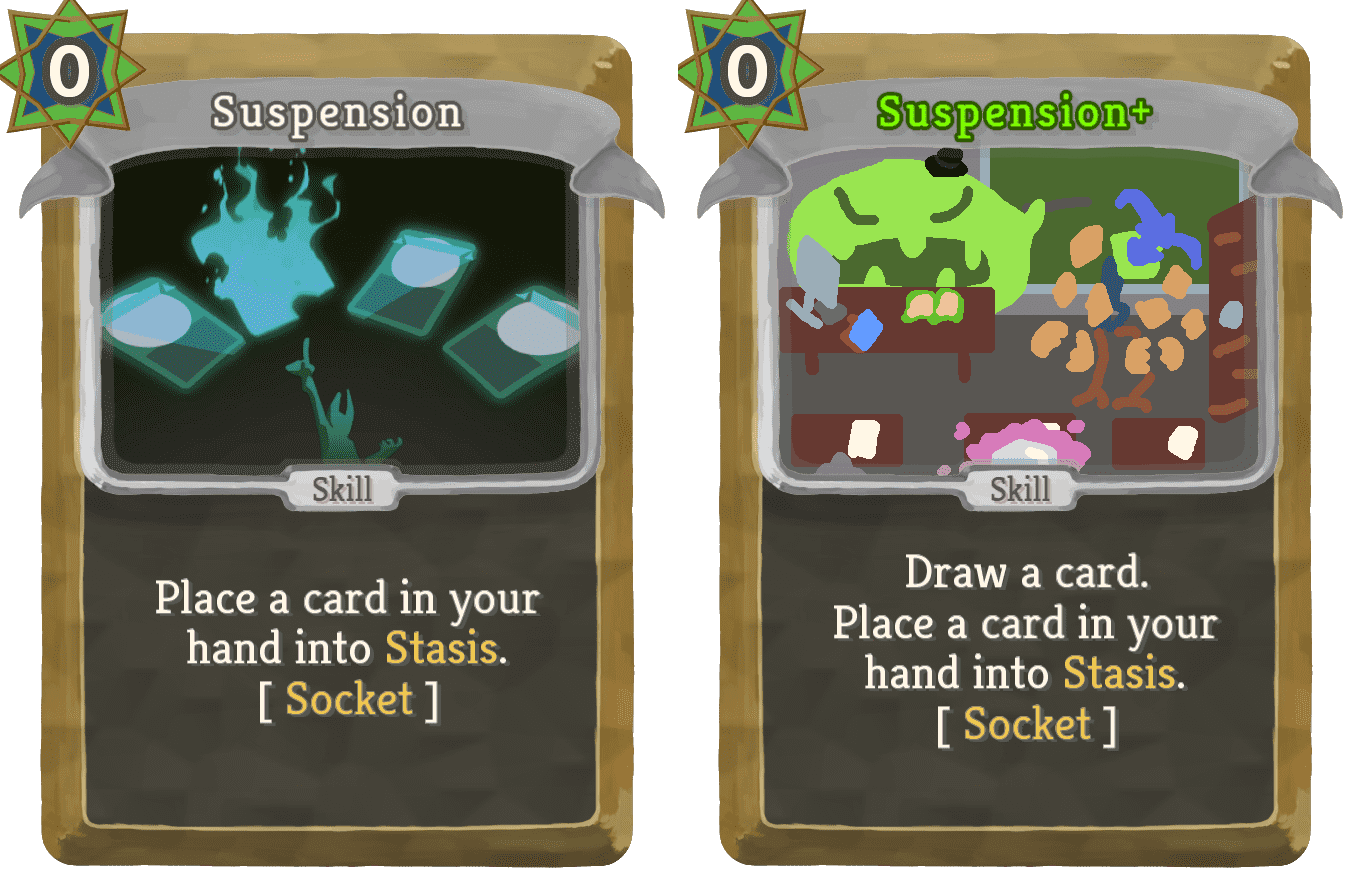 0
Suspension
Skill
Place a card in your
hand into Stasis.
[ Socket ]
0
Suspension+
Skill
Draw a card.
Place a card in your
hand into Stasis.
[ Socket ]